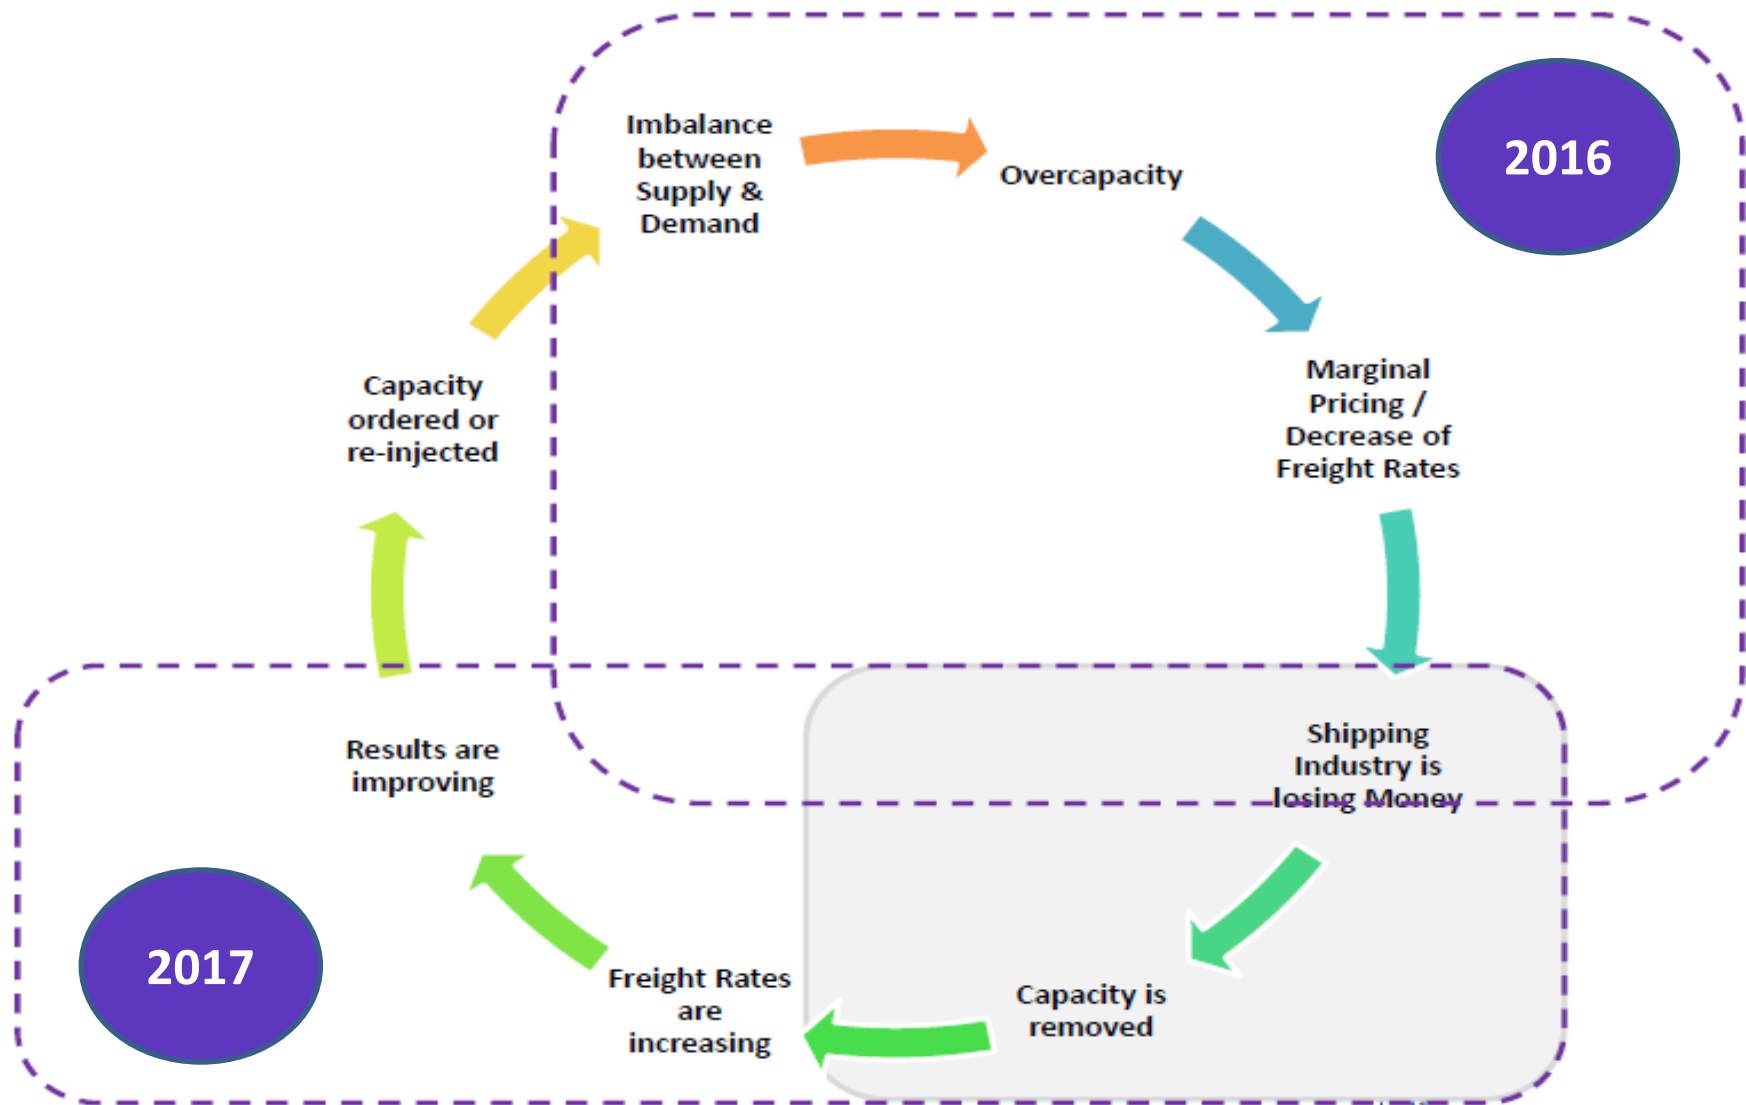 Imbalance
between
Supply &
Demand
Overcapacity
2016
Marginal
Pricing /
Decrease of
Freight Rates
Shipping
Industry is
losing Money
Capacity is
removed
Freight Rates
are
increasing
2017
Results are
improving
Capacity
ordered or
re-injected